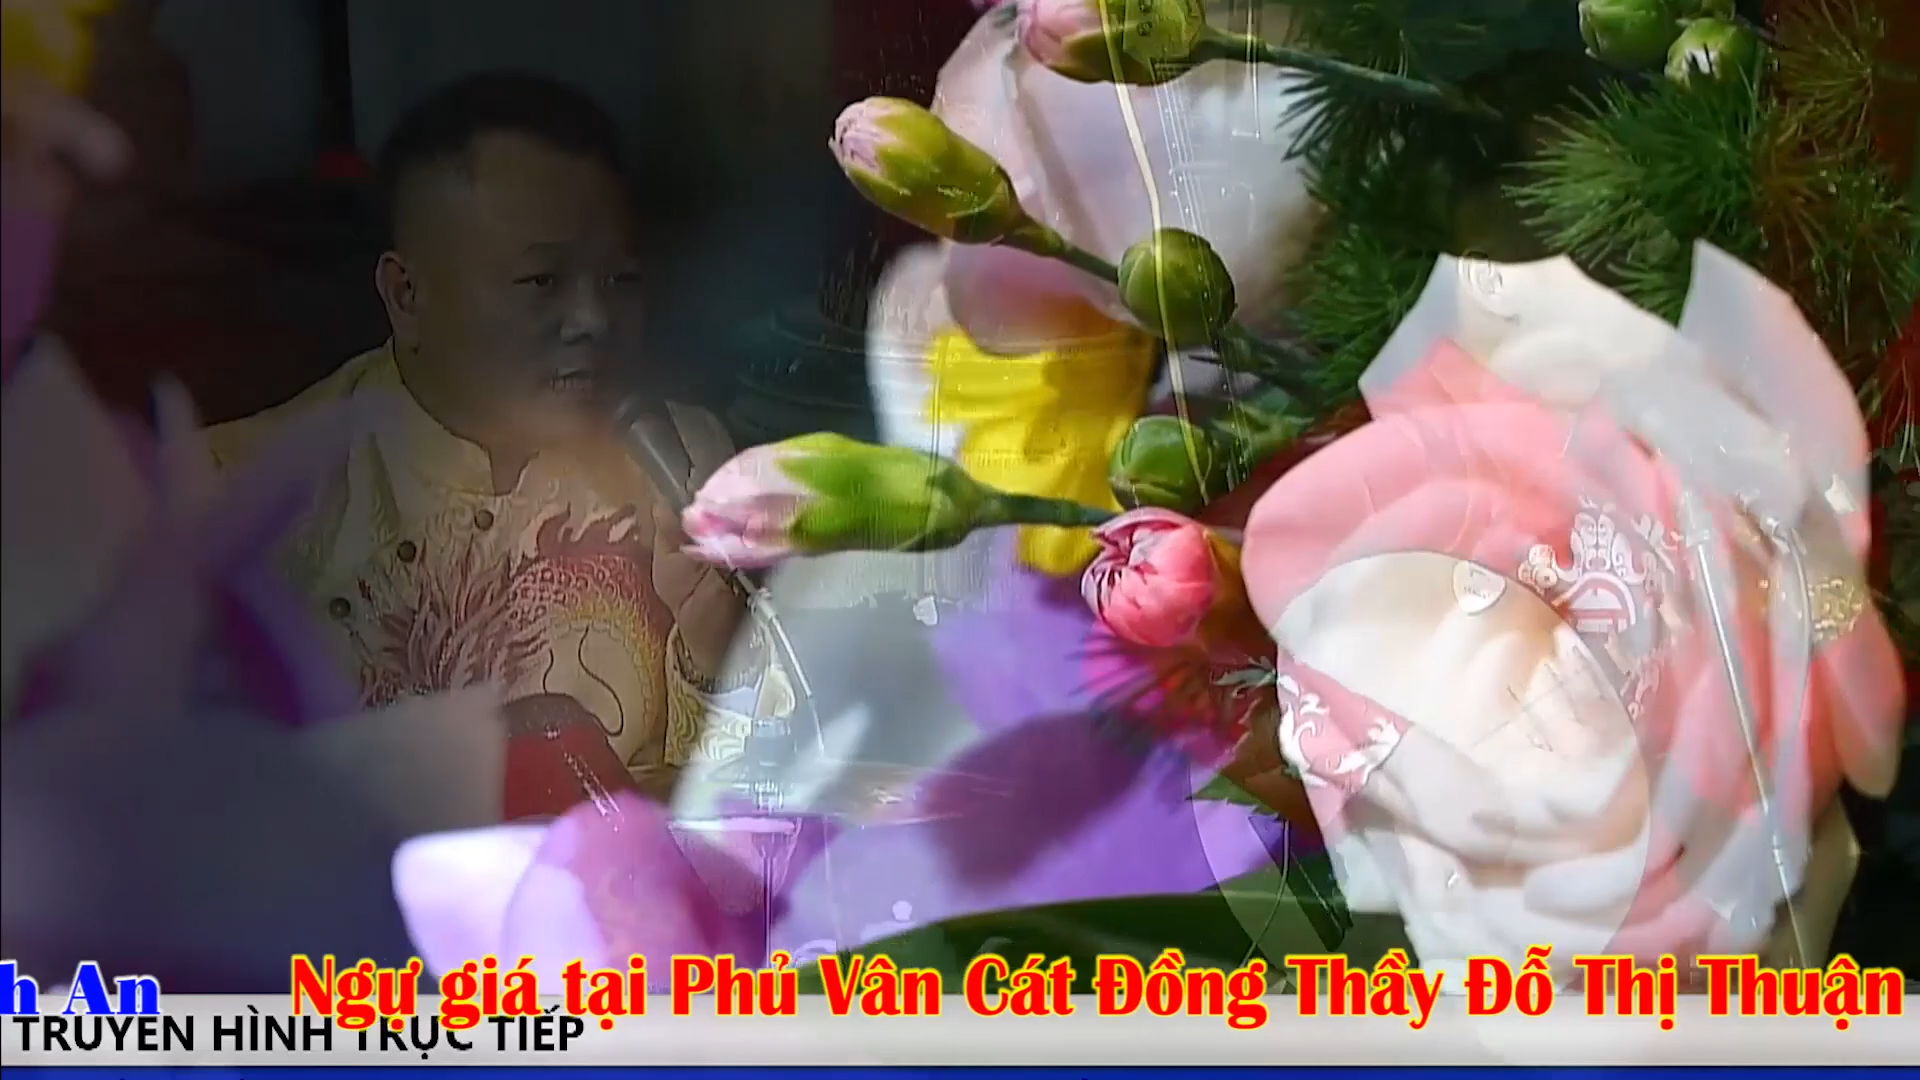 h An Ngự giá tại Phủ Vân Cát Đồng Thầy Đỗ Thị Thuận
TRUYỀN HÌNH TRỰC TIẾP